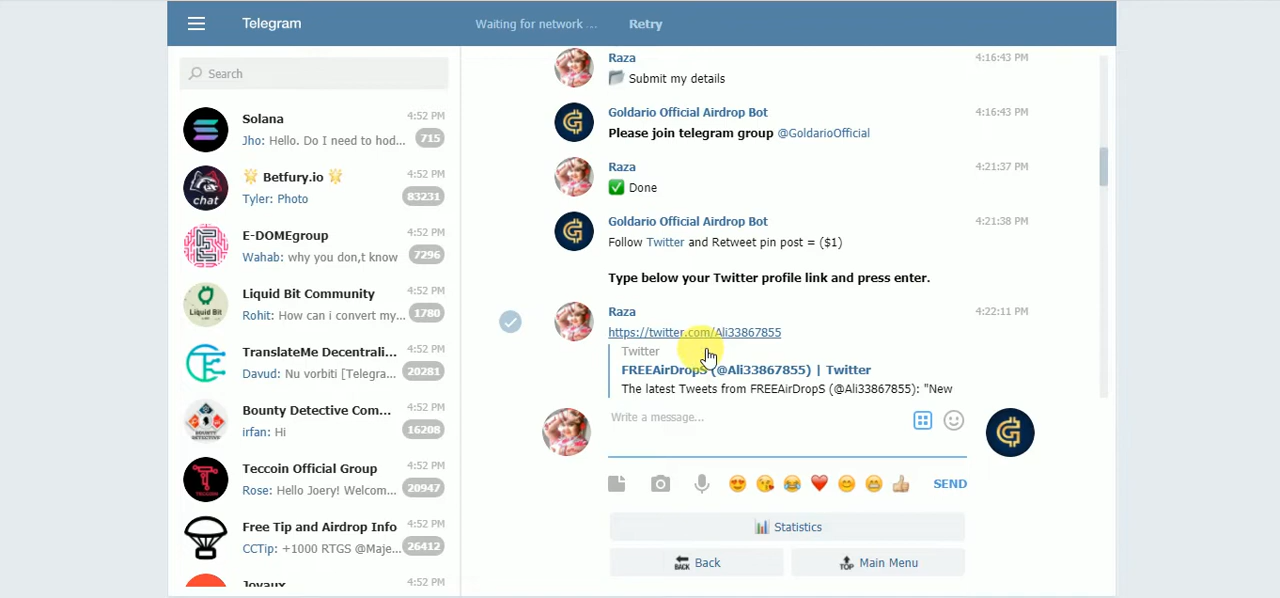 Telegram
Waiting for network ...
Retry
Search
Solana
4:52 PM
Jho: Hello. Do I need to hod...
715
🌟 Betfury.io 🌟
4:52 PM
Tyler: Photo
83231
chat
E-DOMEgroup
4:52 PM
Wahab: why you don,t know
7296
Liquid Bit Community
4:52 PM
Rohit: How can i convert my...
1780
Liquid Bit
TranslateMe Decentrali...
4:52 PM
Davud: Nu vorbiti [Telegra...
20281
Bounty Detective Com...
4:52 PM
irfan: Hi
16208
Teccoin Official Group
4:52 PM
Rose: Hello Joery! Welcom...
20947
Free Tip and Airdrop Info
4:52 PM
CCTip: +1000 RTGS @Maje...
26412
Joyaux
4:52 PM
Raza
4:16:43 PM
Submit my details
Goldario Official Airdrop Bot
4:16:43 PM
Please join telegram group @GoldarioOfficial
Raza
4:21:37 PM
✅ Done
Goldario Official Airdrop Bot
4:21:38 PM
Follow Twitter and Retweet pin post = ($1)
Type below your Twitter profile link and press enter.
Raza
4:22:11 PM
https://twitter.com/Ali33867855
Twitter
FREEAirDropS (@Ali33867855) | Twitter
The latest Tweets from FREEAirDropS (@Ali33867855): "New
Write a message...
SEND
Statistics
BACK Back
TOP Main Menu